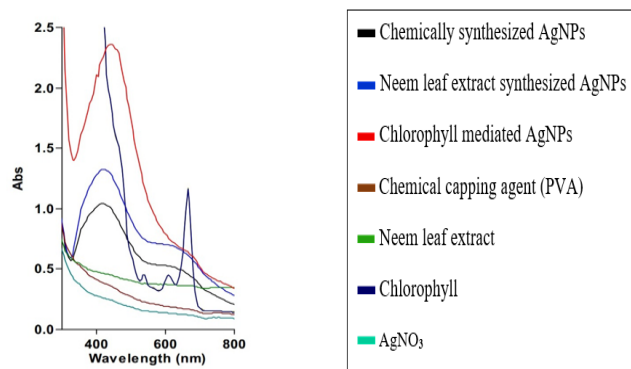 2.5
2.0
1.5
1.0
0.5
0.0
Abs
400 600 800
Wavelength (nm)
Chemically synthesized AgNPs
Neem leaf extract synthesized AgNPs
Chlorophyll mediated AgNPs
Chemical capping agent (PVA)
Neem leaf extract
Chlorophyll
AgNO₃